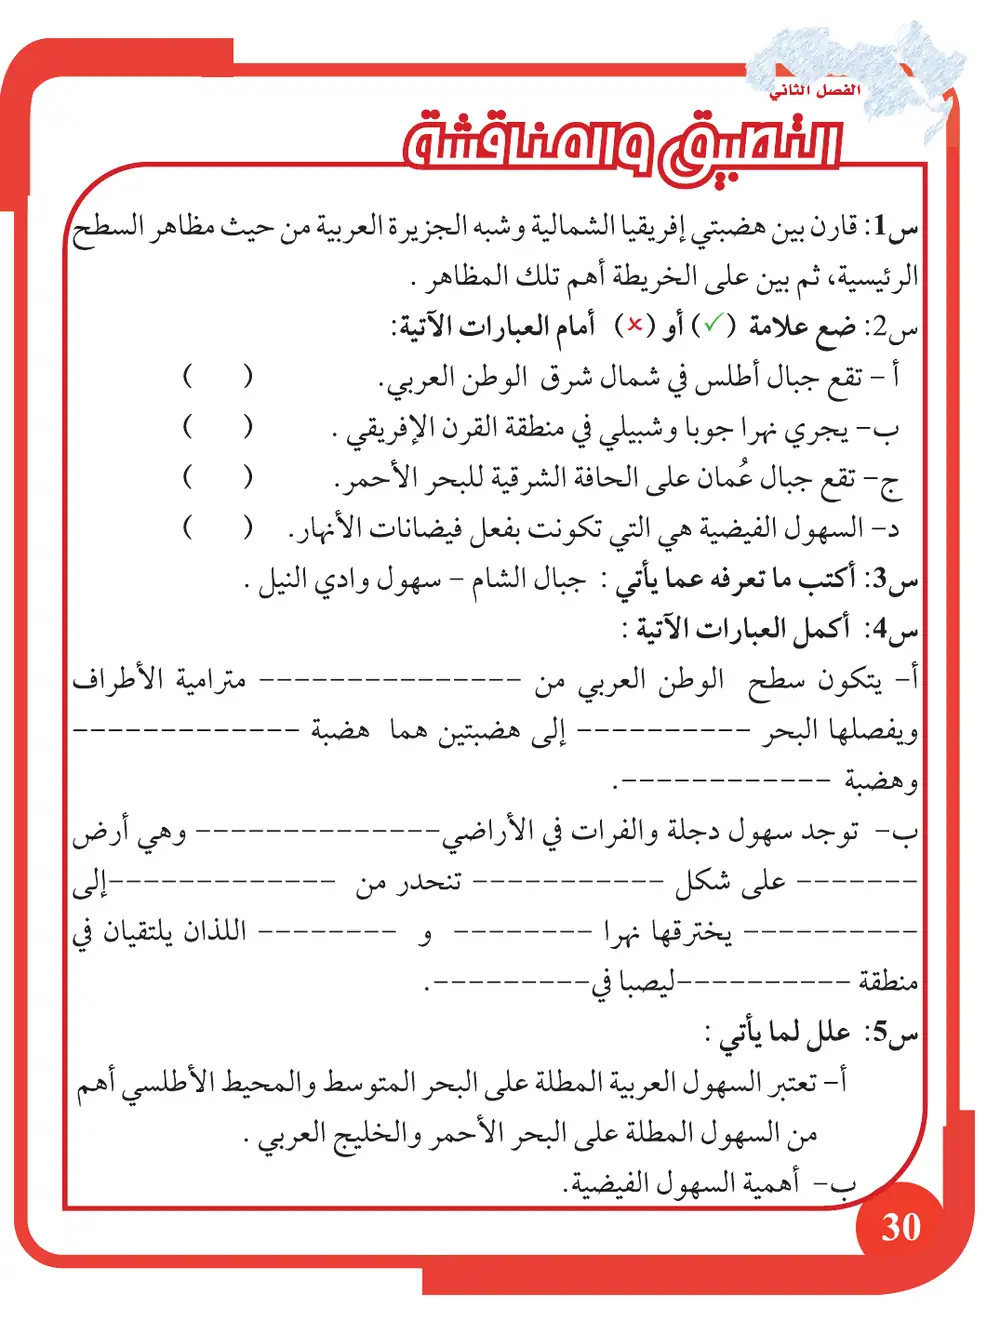 الفصل الثاني
التطبيق والمناقشة
س1: قارن بين هضبتي إفريقيا الشمالية وشبه الجزيرة العربية من حيث مظاهر السطح
الرئيسية، ثم بين على الخريطة أهم تلك المظاهر .
س2: ضع علامة (✓) أو (✗) أمام العبارات الآتية:
أ - تقع جبال أطلس في شمال شرق الوطن العربي. ( )
ب- يجري نهرا جوبا وشبيلي في منطقة القرن الإفريقي . ( )
ج- تقع جبال عُمان على الحافة الشرقية للبحر الأحمر. ( )
د- السهول الفيضية هي التي تكونت بفعل فيضانات الأنهار. ( )
س3: أكتب ما تعرفه عما يأتي : جبال الشام - سهول وادي النيل .
س4: أكمل العبارات الآتية :
أ- يتكون سطح الوطن العربي من --------------- مترامية الأطراف
ويفصلها البحر ---------- إلى هضبتين هما هضبة -------------
وهضبة ------------.
ب- توجد سهول دجلة والفرات في الأراضي-------------- وهي أرض
------- على شكل ----------- تنحدر من -------------إلى
---------- يخترقها نهرا -------- و -------- اللذان يلتقيان في
منطقة ----------ليصبا في---------.
س5: علل لما يأتي :
أ- تعتبر السهول العربية المطلة على البحر المتوسط والمحيط الأطلسي أهم
من السهول المطلة على البحر الأحمر والخليج العربي .
ب- أهمية السهول الفيضية.
30